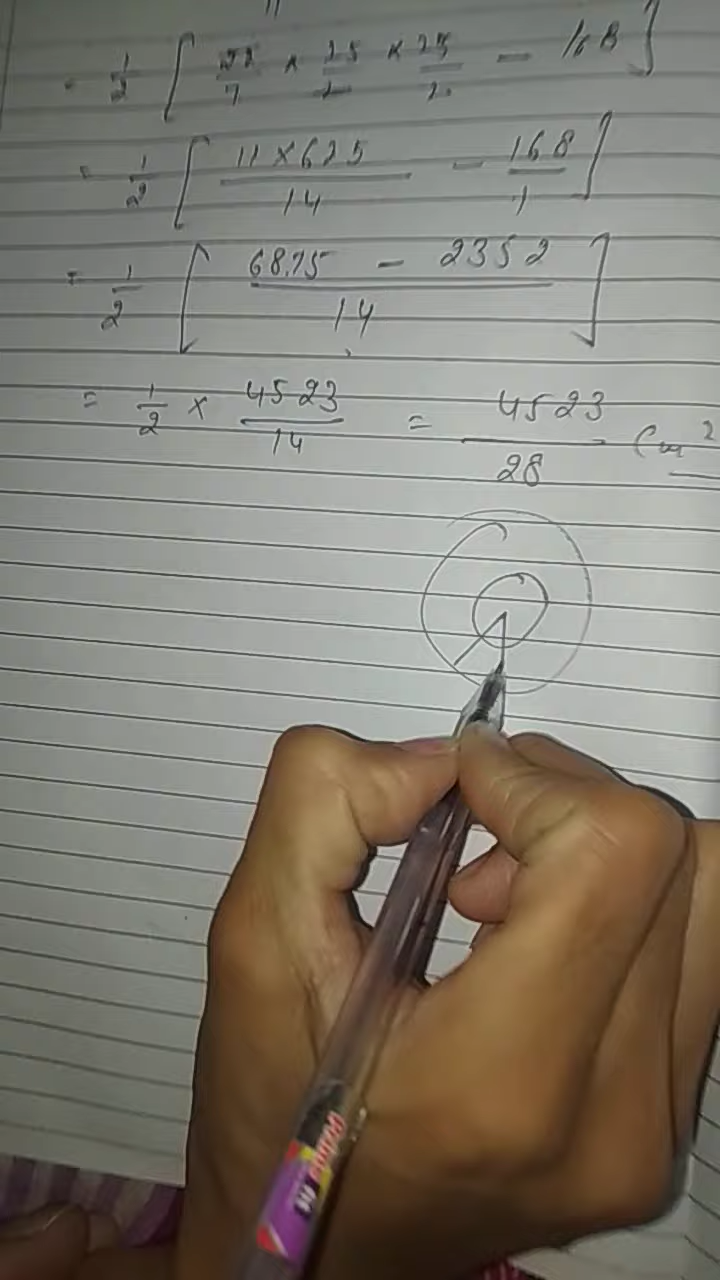 = 1/2 [ 22/7 × 25/2 × 25/2 - 168 ]
= 1/2 [ 11 × 625/14 - 168/1 ]
= 1/2 [ 6875 - 2352/14 ]
= 1/2 × 4523/14 = 4523/28 cm²